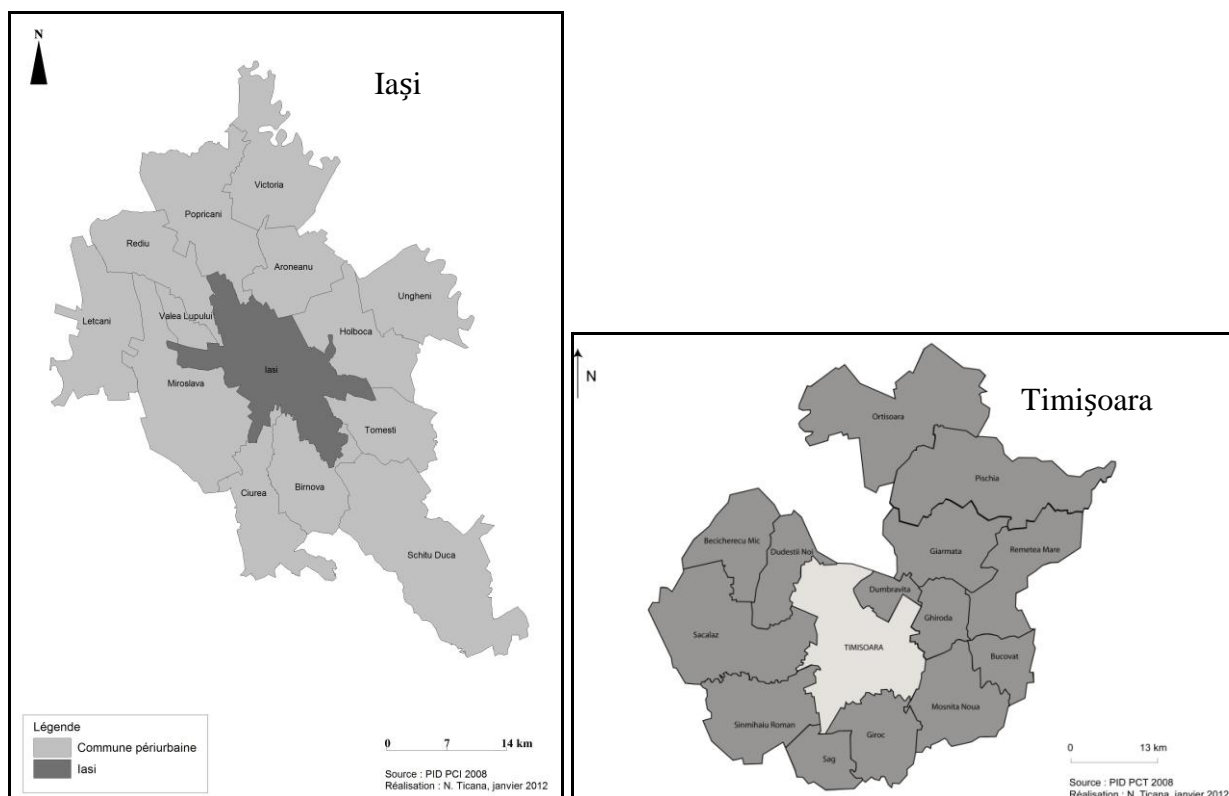 N
Iași
Victoria
Popricani
Rediu
Aroneanu
Ungheni
Letcani
Valea Lupului
Holboca
Iasi
Miroslava
Tomesti
Ciurea
Birnova
Schitu Duca
Légende
Commune périurbaine
Iasi
0 7 14 km
Source : PID PCI 2008
Réalisation : N. Ticana, janvier 2012
N
Timișoara
Ortisoara
Pischia
Becicherecu Mic
Dudestii Noi
Giarmata
Remetea Mare
Dumbravita
Ghiroda
Sacalaz
TIMISOARA
Bucovat
Mosnita Noua
Sinmihaiu Roman
Giroc
Sag
0 13 km
Source : PID PCT 2008
Réalisation : N. Ticana, janvier 2012